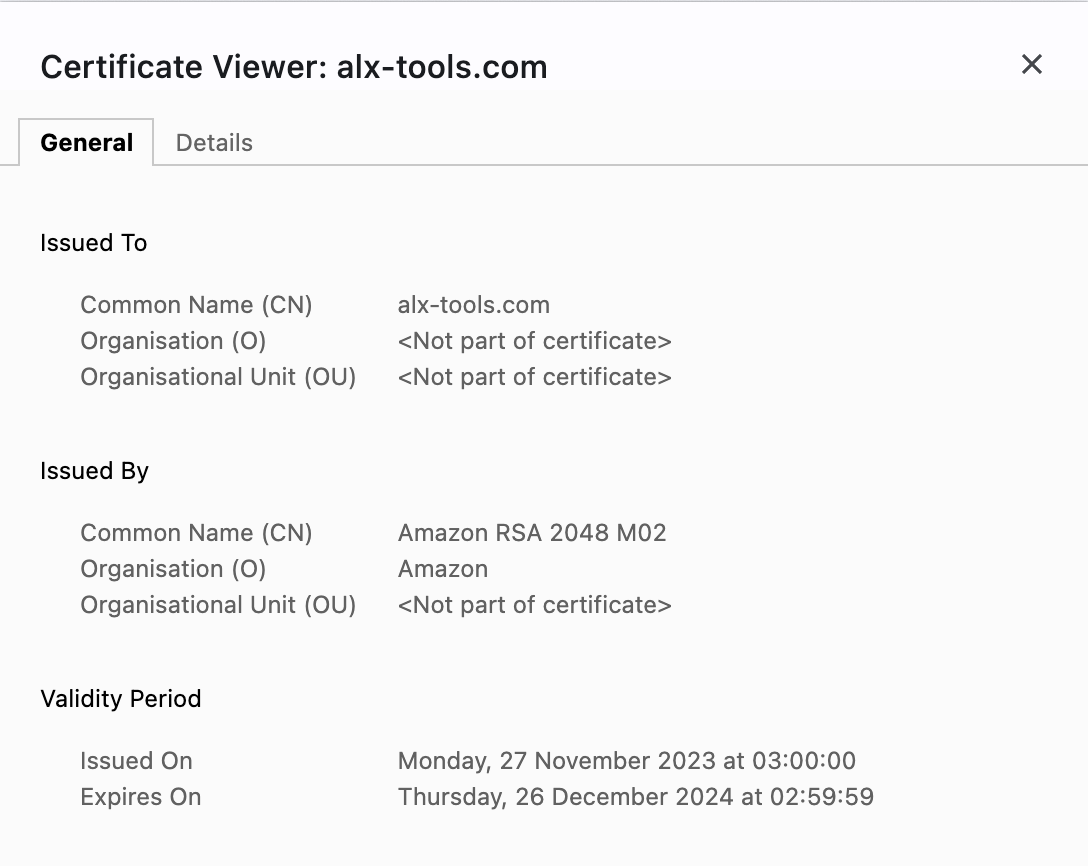 Certificate Viewer: alx-tools.com
General Details
Issued To
Common Name (CN) alx-tools.com
Organisation (O) <Not part of certificate>
Organisational Unit (OU) <Not part of certificate>
Issued By
Common Name (CN) Amazon RSA 2048 M02
Organisation (O) Amazon
Organisational Unit (OU) <Not part of certificate>
Validity Period
Issued On Monday, 27 November 2023 at 03:00:00
Expires On Thursday, 26 December 2024 at 02:59:59